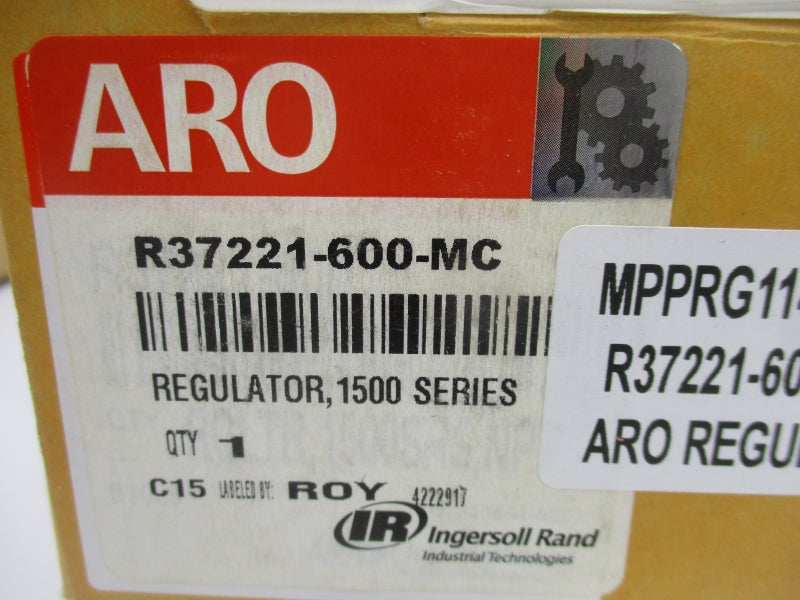 ARO
R37221-600-MC
REGULATOR, 1500 SERIES
QTY 1
C15 LABELED BY: ROY 4222917
IR Ingersoll Rand
Industrial Technologies
MPPRG114
R37221-60
ARO REGU